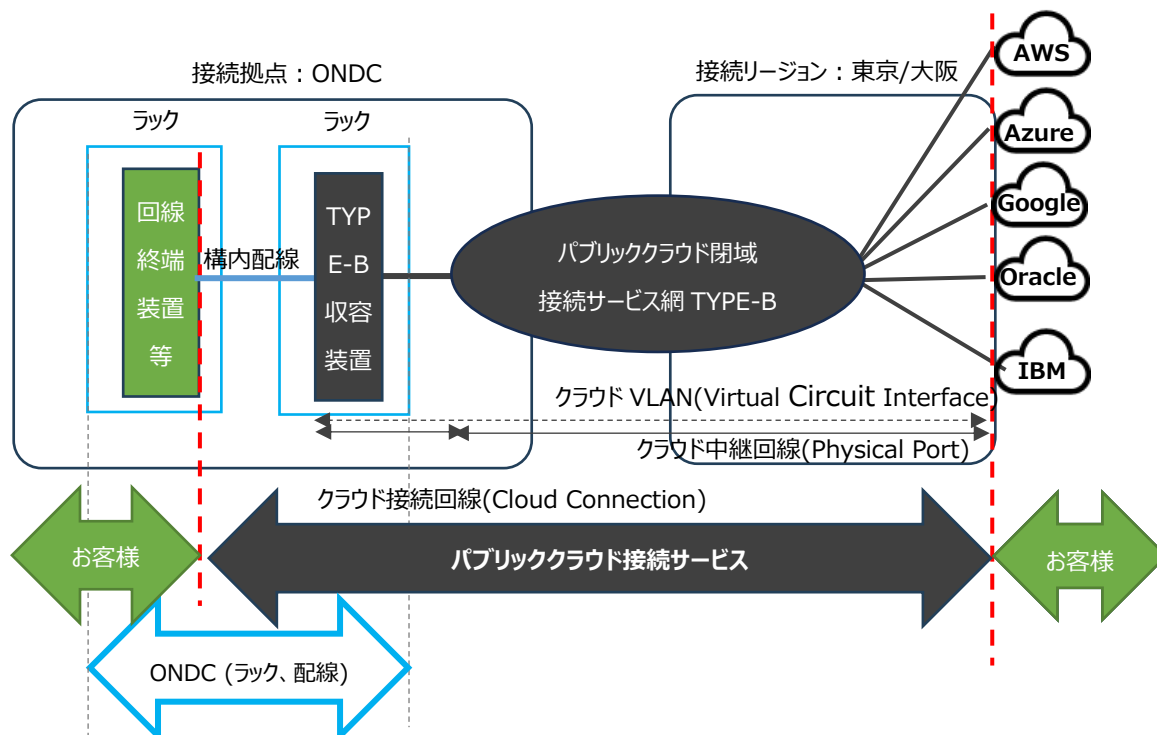 接続拠点：ONDC
接続リージョン：東京/大阪
AWS
Azure
Google
Oracle
IBM
ラック
ラック
回線
終端
装置
等
構内配線
TYP
E-B
収容
装置
パブリッククラウド閉域
接続サービス網 TYPE-B
クラウド VLAN(Virtual Circuit Interface)
クラウド中継回線(Physical Port)
クラウド接続回線(Cloud Connection)
お客様
パブリッククラウド接続サービス
お客様
ONDC (ラック、配線)